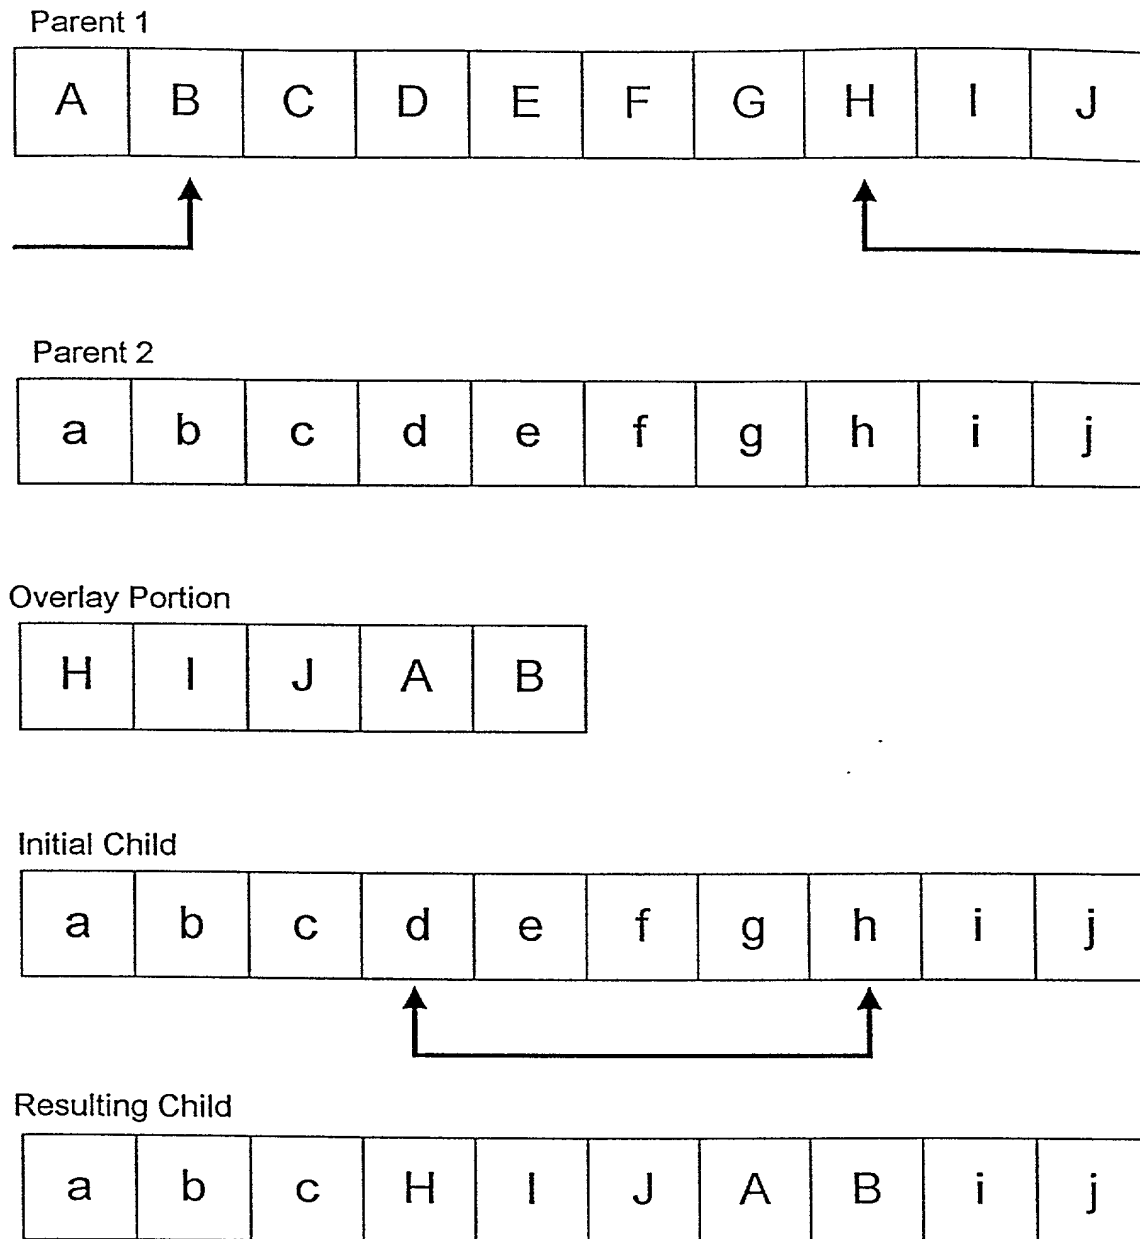 Parent 1
A B C D E F G H I J
Parent 2
a b c d e f g h i j
Overlay Portion
H I J A B
Initial Child
a b c d e f g h i j
Resulting Child
a b c H I J A B i j